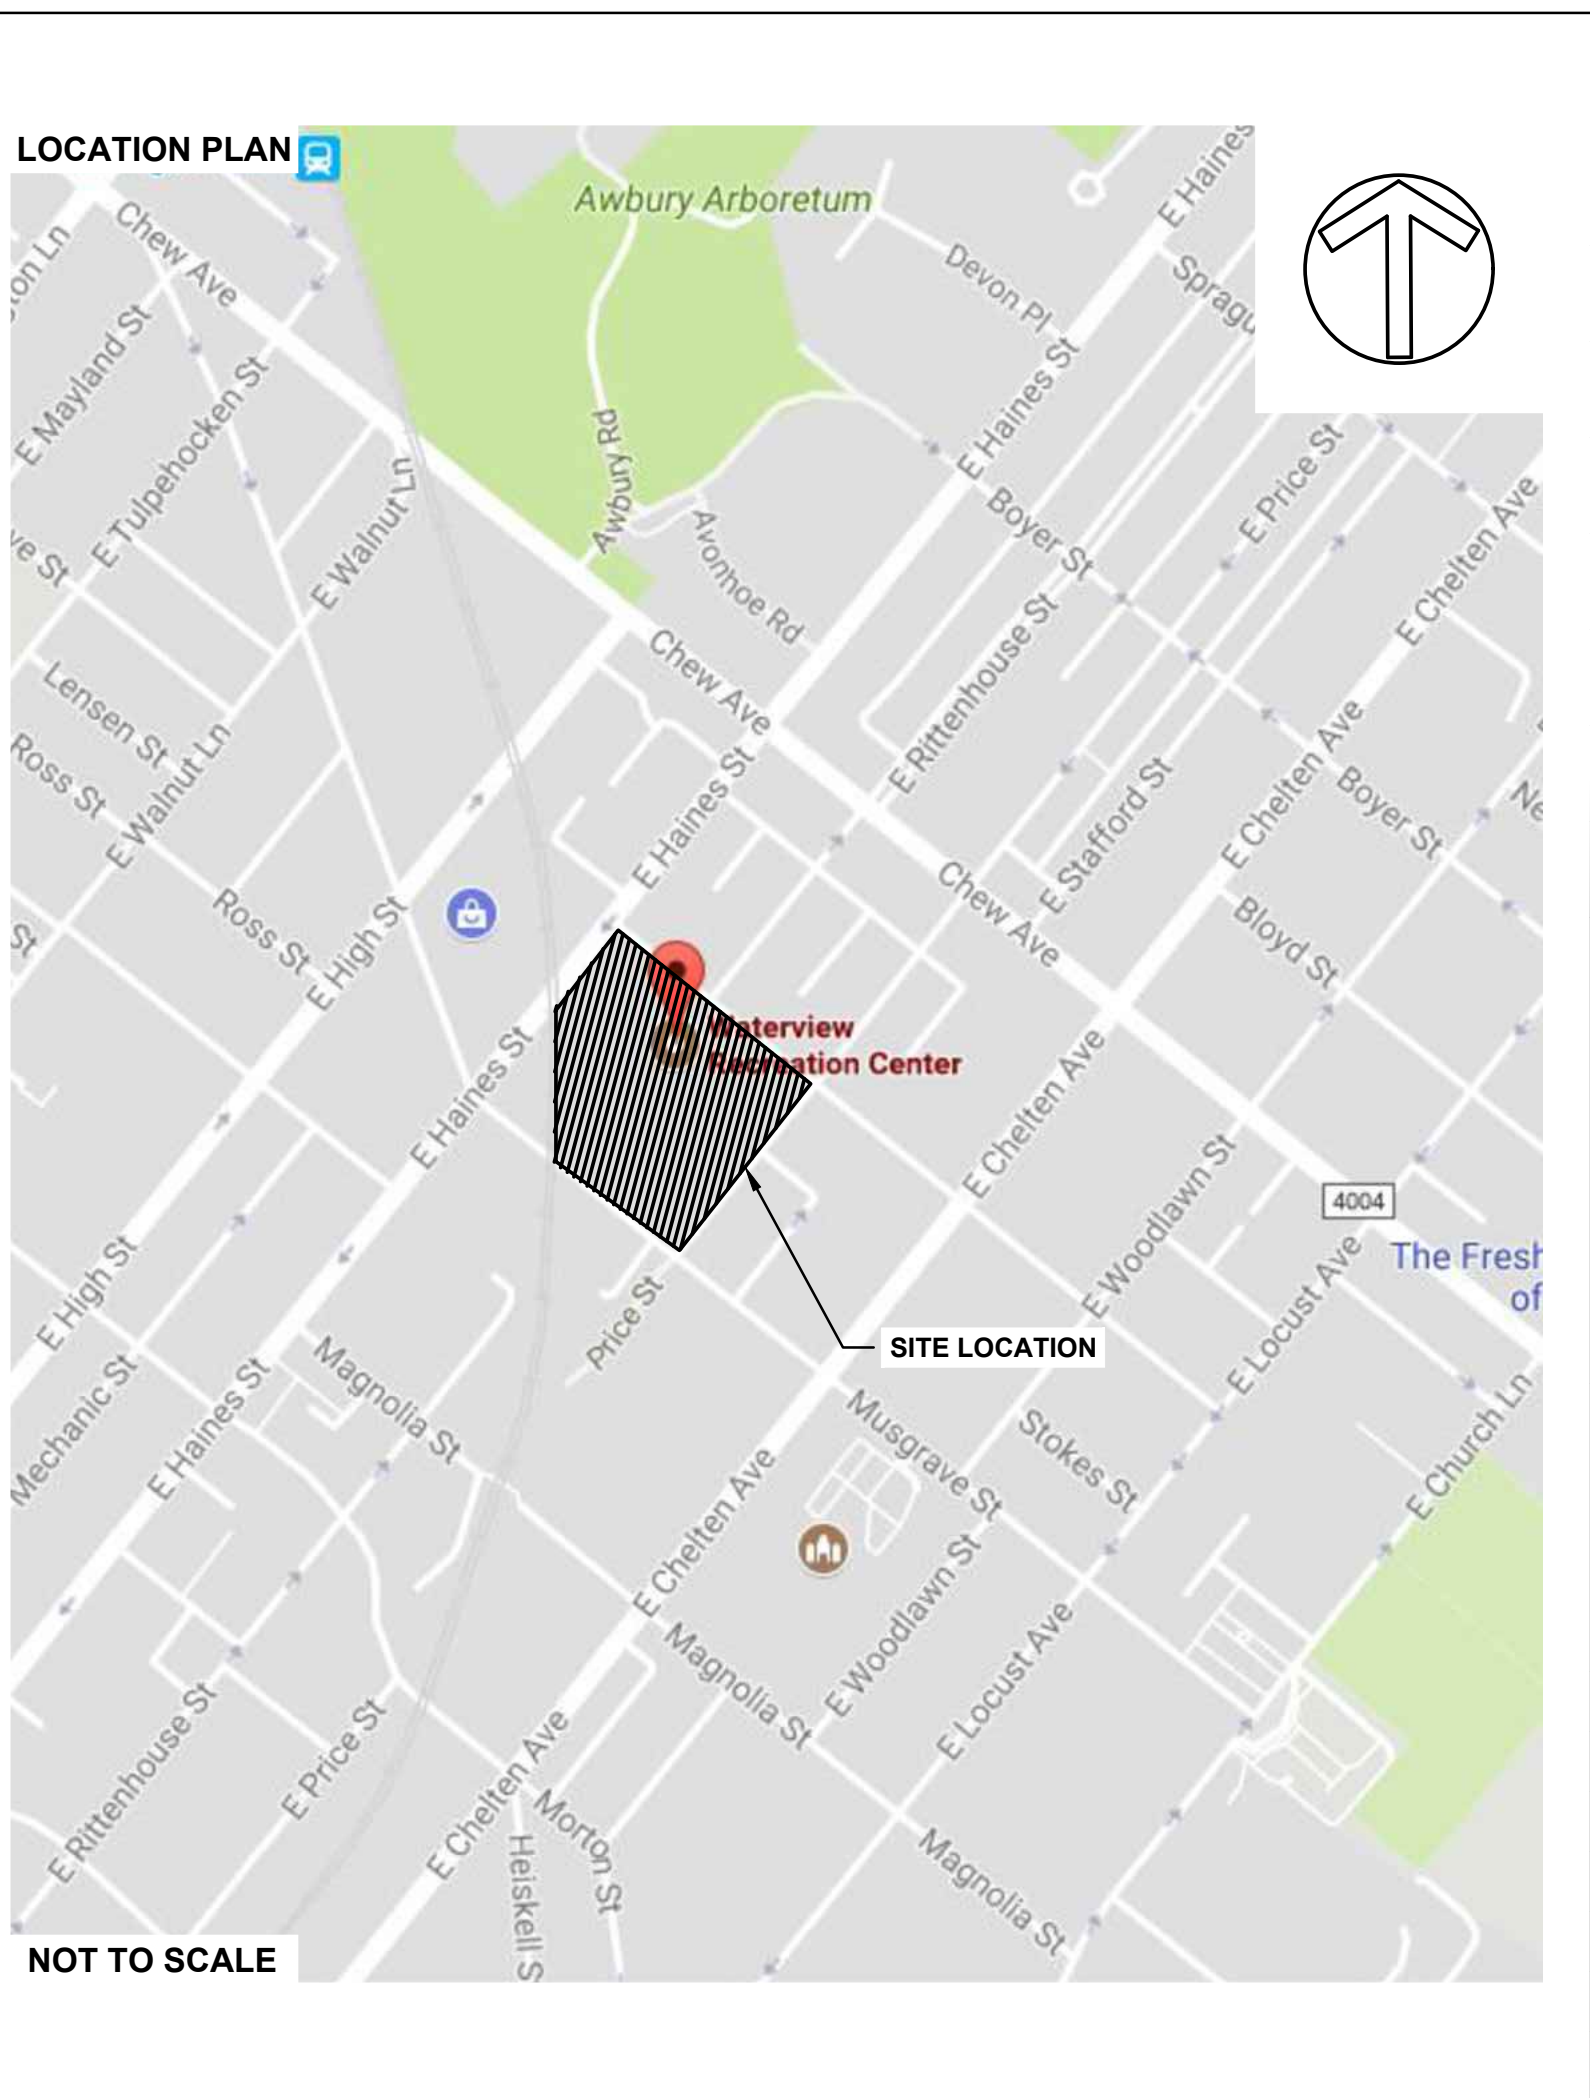 LOCATION PLAN
Awbury Arboretum
E Haines
Chew Ave
Devon Pl
E Mayland St
E Tulpehocken St
E Haines St
Awbury Rd
E Price St
E Walnut Ln
Avonhoe Rd
Boyer St
E Chelten Ave
Chew Ave
E Rittenhouse St
Lensen St
Ross St
E Walnut Ln
E Haines St
E Stafford St
E Chelten Ave
Boyer St
Ross St
E High St
Chew Ave
Bloyd St
Waterview
Recreation Center
E Haines St
E Chelten Ave
E Woodlawn St
4004
The Fresh
of
E High St
Price St
SITE LOCATION
E Locust Ave
Mechanic St
E Haines St
Magnolia St
Musgrave St
Stokes St
E Church Ln
E Chelten Ave
E Woodlawn St
E Locust Ave
Magnolia St
E Rittenhouse St
E Price St
E Chelten Ave
Morton St
Heiskell S
Magnolia St
NOT TO SCALE